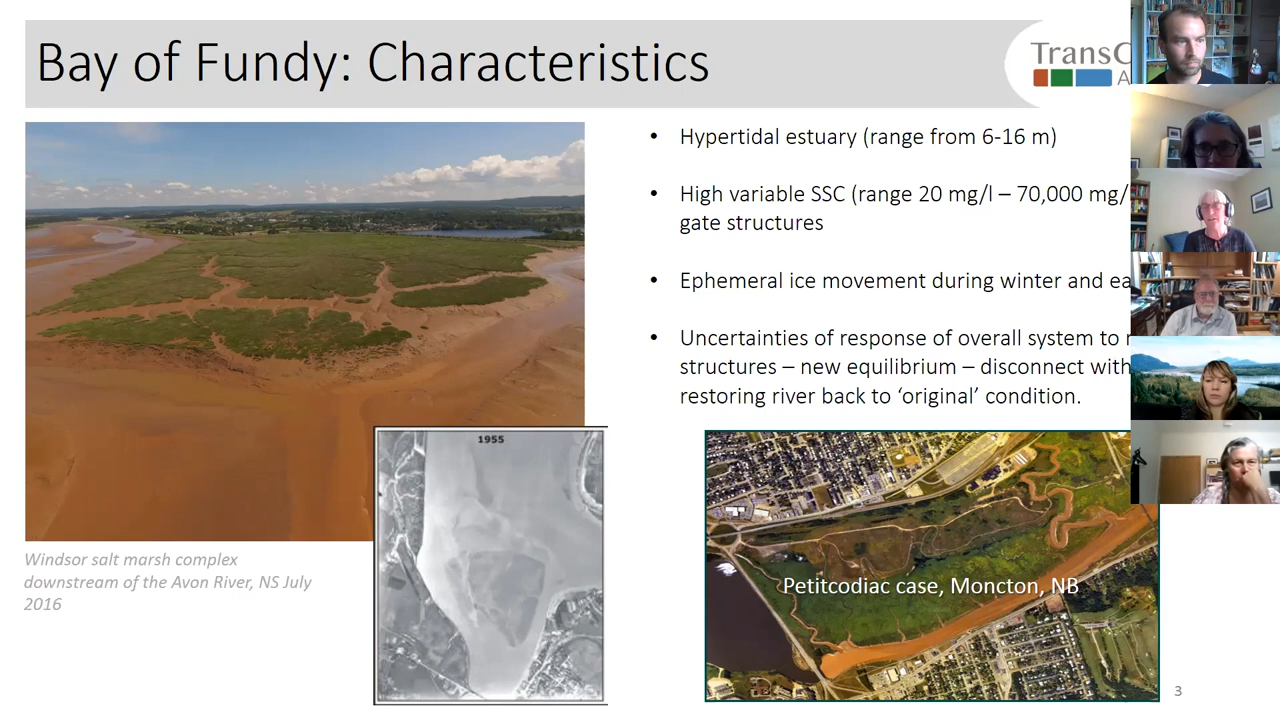 Bay of Fundy: Characteristics
TransC
A
• Hypertidal estuary (range from 6-16 m)
• High variable SSC (range 20 mg/l – 70,000 mg/
gate structures
• Ephemeral ice movement during winter and ea
• Uncertainties of response of overall system to
structures – new equilibrium – disconnect with
restoring river back to ‘original’ condition.
1955
Windsor salt marsh complex
downstream of the Avon River, NS July
2016
Petitcodiac case, Moncton, NB
3